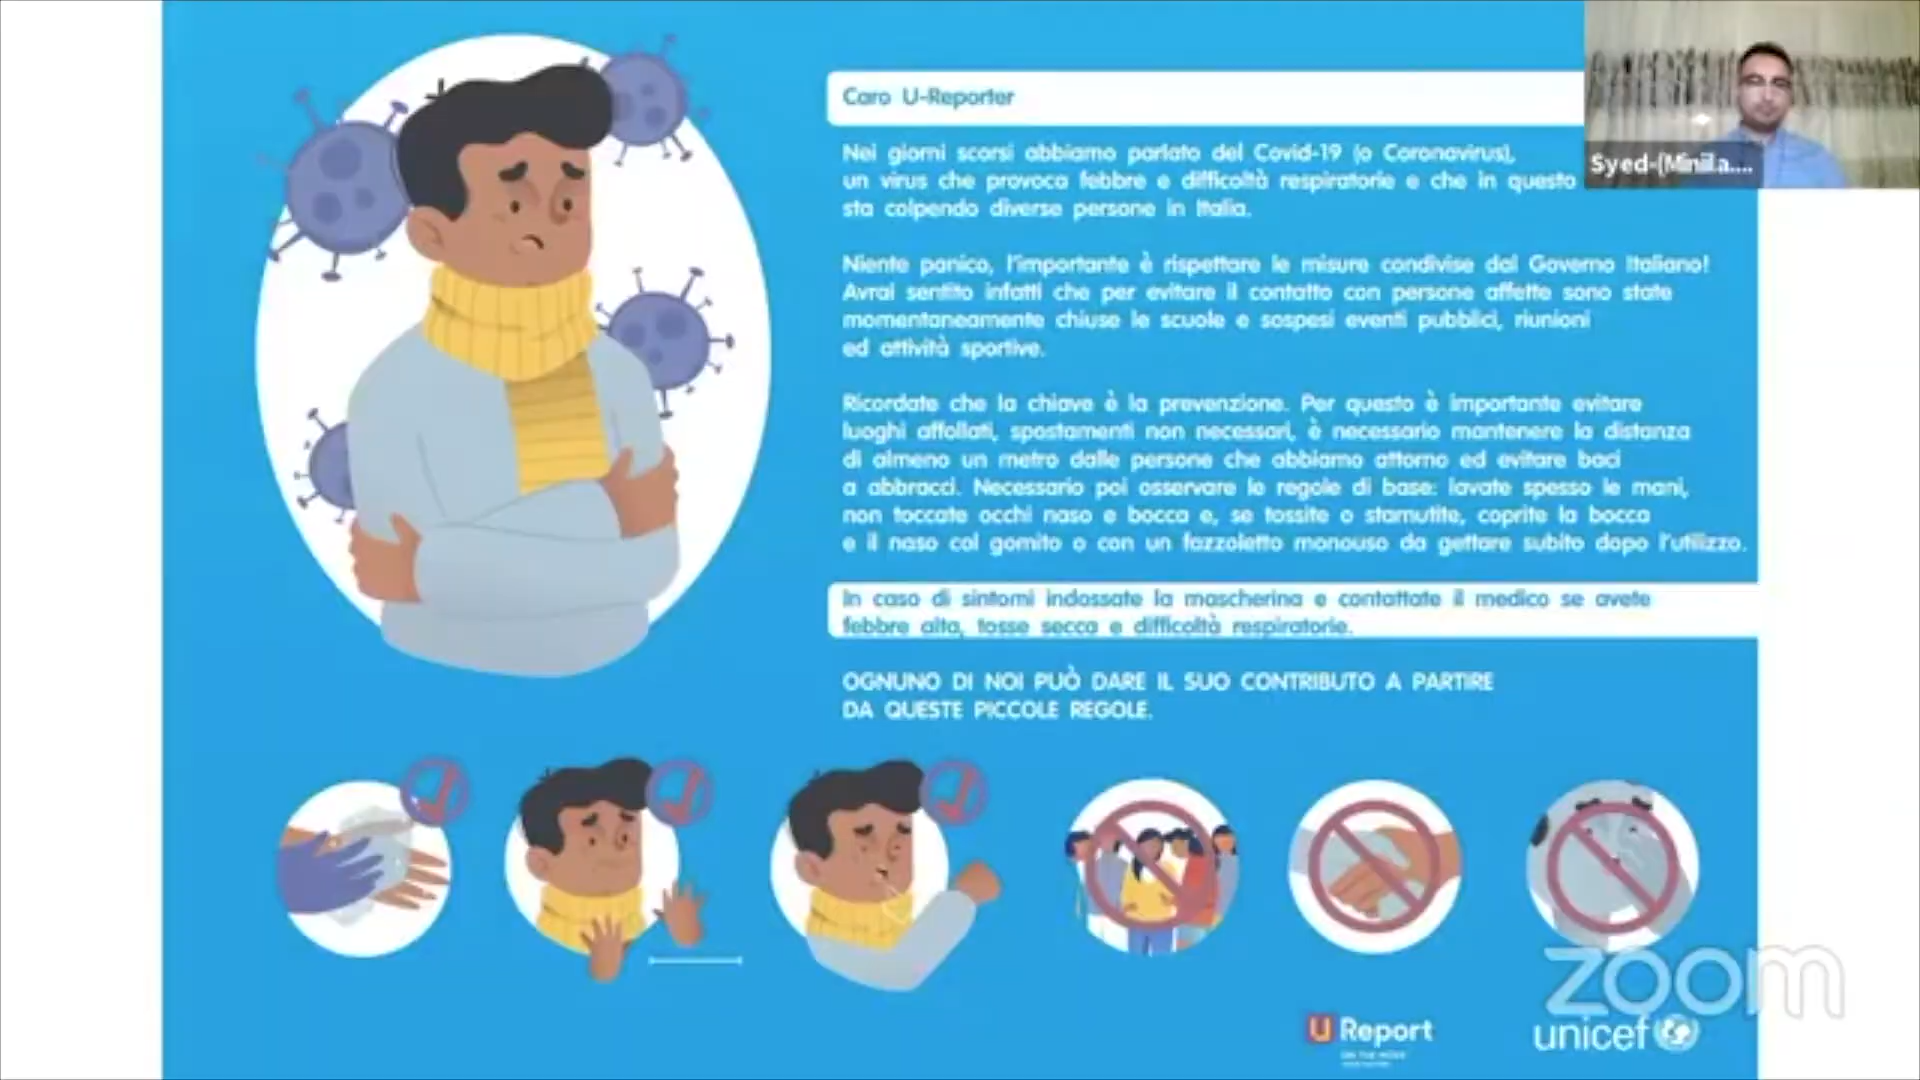 Caro U-Reporter
Syed-(Minila....
Nei giorni scorsi abbiamo parlato del Covid-19 (o Coronavirus),
un virus che provoca febbre e difficoltà respiratorie e che in questo
sta colpendo diverse persone in Italia.
Niente panico, l'importante è rispettare le misure condivise dal Governo Italiano!
Avrai sentito infatti che per evitare il contatto con persone affette sono state
momentaneamente chiuse le scuole e sospesi eventi pubblici, riunioni
ed attività sportive.
Ricordate che la chiave è la prevenzione. Per questo è importante evitare
luoghi affollati, spostamenti non necessari, è necessario mantenere la distanza
di almeno un metro dalle persone che abbiamo attorno ed evitare baci
a abbracci. Necessario poi osservare le regole di base: lavate spesso le mani,
non toccate occhi naso e bocca e, se tossite o starnutite, coprite la bocca
e il naso col gomito o con un fazzoletto monouso da gettare subito dopo l'utilizzo.
In caso di sintomi indossate la mascherina e contattate il medico se avete
febbre alta, tosse secca e difficoltà respiratorie.
OGNUNO DI NOI PUÒ DARE IL SUO CONTRIBUTO A PARTIRE
DA QUESTE PICCOLE REGOLE.
zoom
U Report
ON THE MOVE
unicef